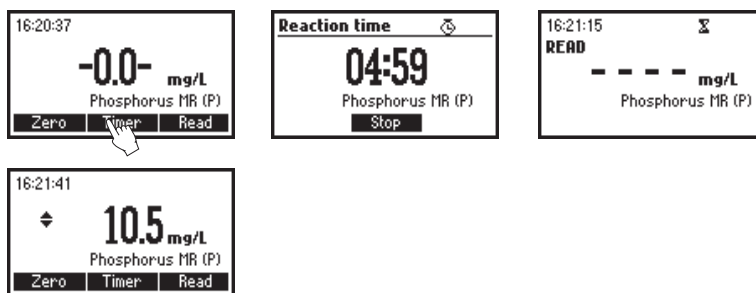 16:20:37
-0.0- mg/L
Phosphorus MR (P)
Zero Timer Read
Reaction time
04:59
Phosphorus MR (P)
Stop
16:21:15
READ
- - - - mg/L
Phosphorus MR (P)
16:21:41
10.5 mg/L
Phosphorus MR (P)
Zero Timer Read